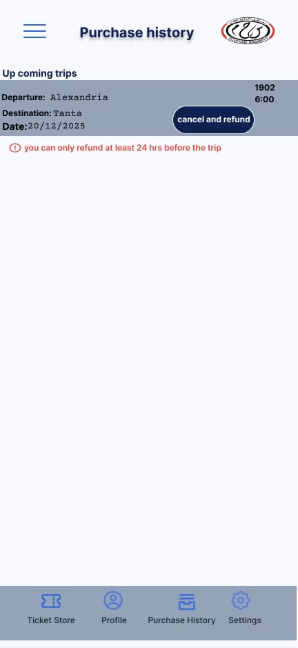 Purchase history
Up coming trips
1902
Departure: Alexandria
6:00
Destination: Tanta
cancel and refund
Date:20/12/2025
you can only refund at least 24 hrs before the trip
Ticket Store
Profile
Purchase History
Settings